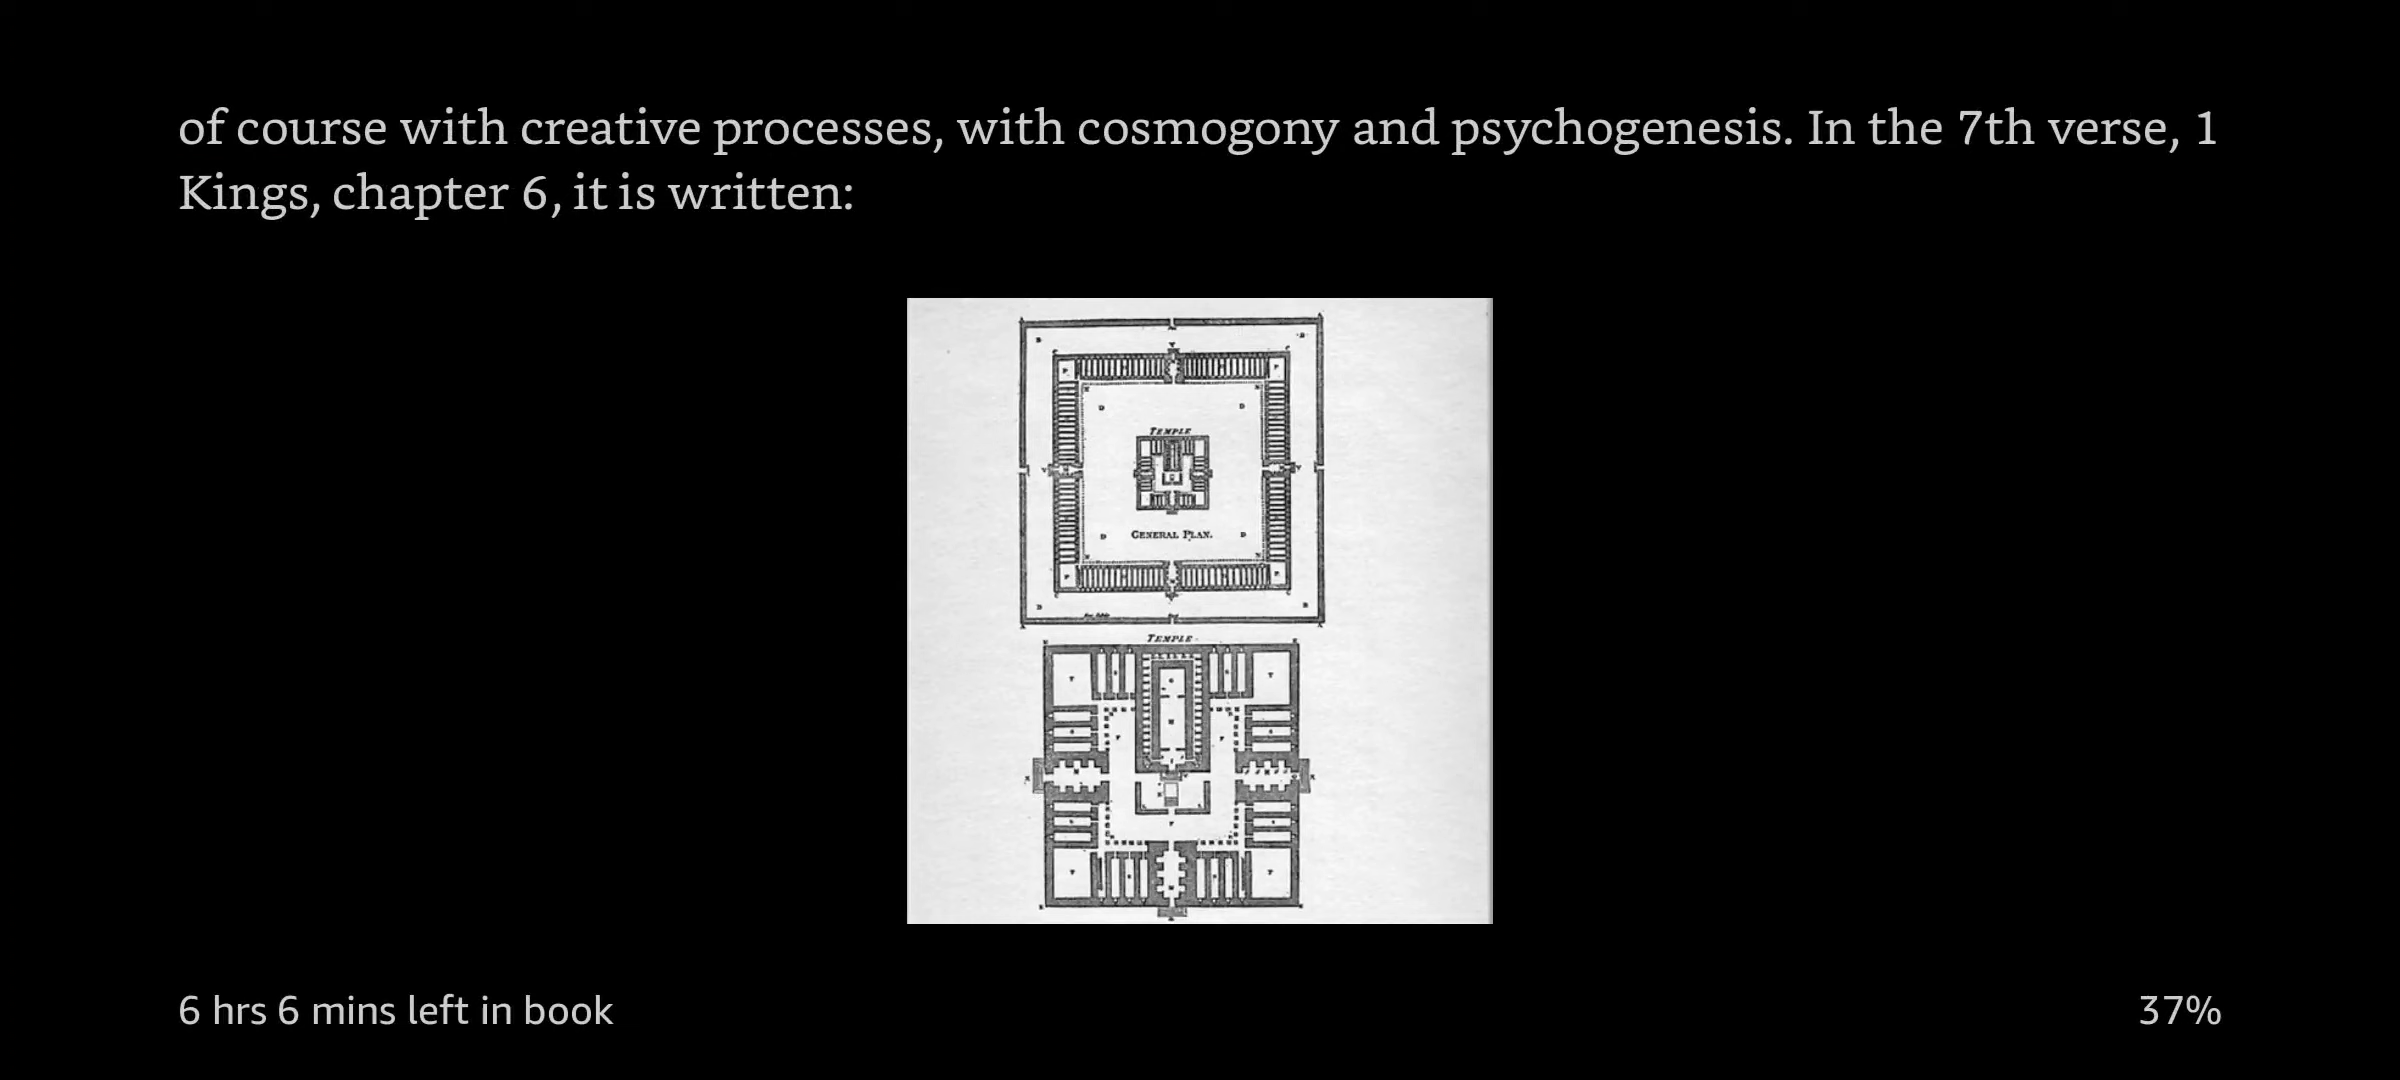 of course with creative processes, with cosmogony and psychogenesis. In the 7th verse, 1
Kings, chapter 6, it is written:
TEMPLE
GENERAL PLAN.
TEMPLE
6 hrs 6 mins left in book
37%